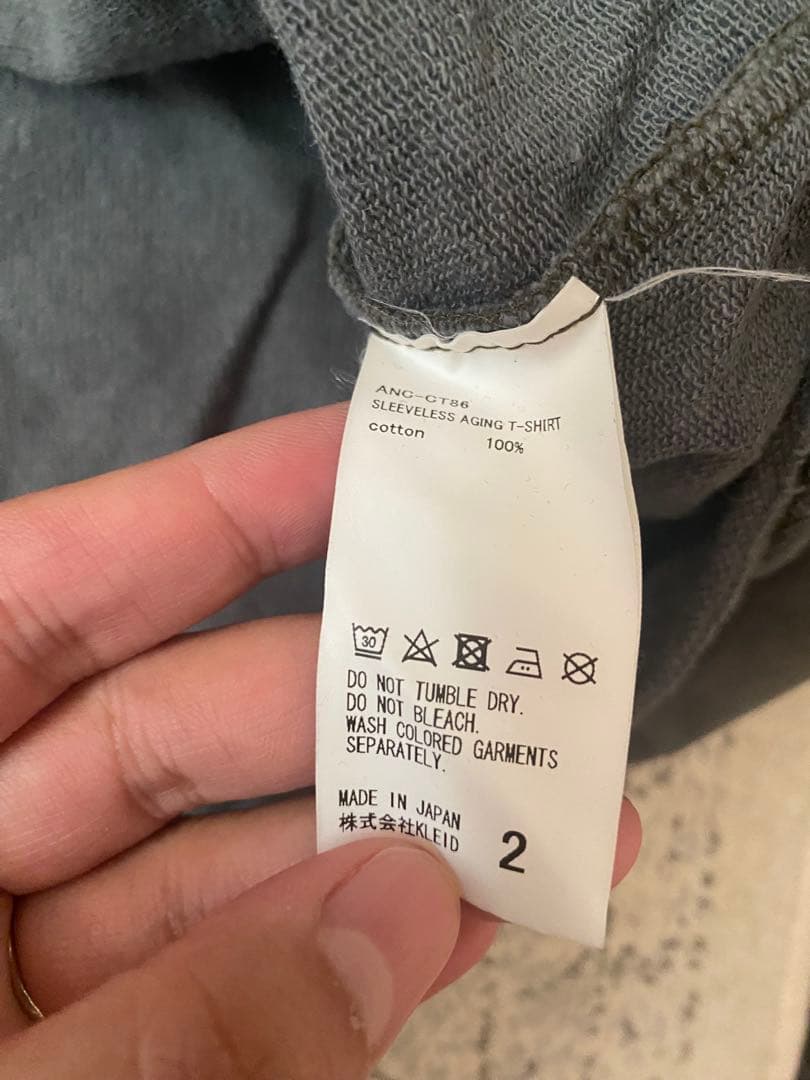 ANC-CT86
SLEEVELESS AGING T-SHIRT
cotton 100%
30
DO NOT TUMBLE DRY.
DO NOT BLEACH.
WASH COLORED GARMENTS
SEPARATELY.
MADE IN JAPAN
株式会社KLEID
2